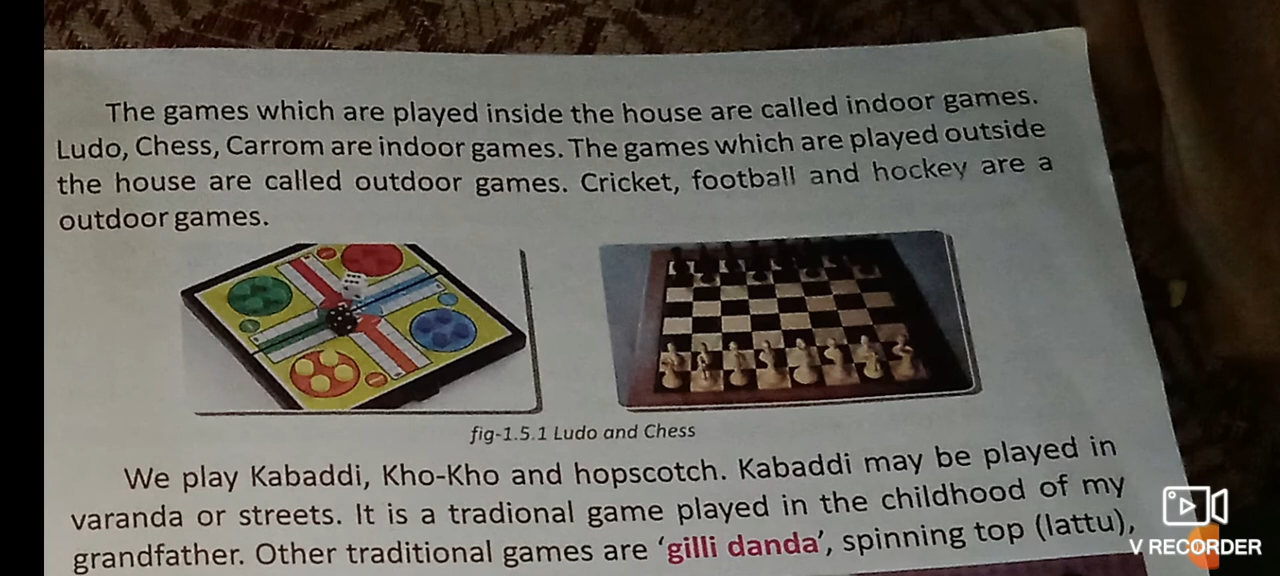 The games which are played inside the house are called indoor games.
Ludo, Chess, Carrom are indoor games. The games which are played outside
the house are called outdoor games. Cricket, football and hockey are a
outdoor games.
fig-1.5.1 Ludo and Chess
We play Kabaddi, Kho-Kho and hopscotch. Kabaddi may be played in
varanda or streets. It is a tradional game played in the childhood of my
grandfather. Other traditional games are ‘gilli danda’, spinning top (lattu),
V RECORDER